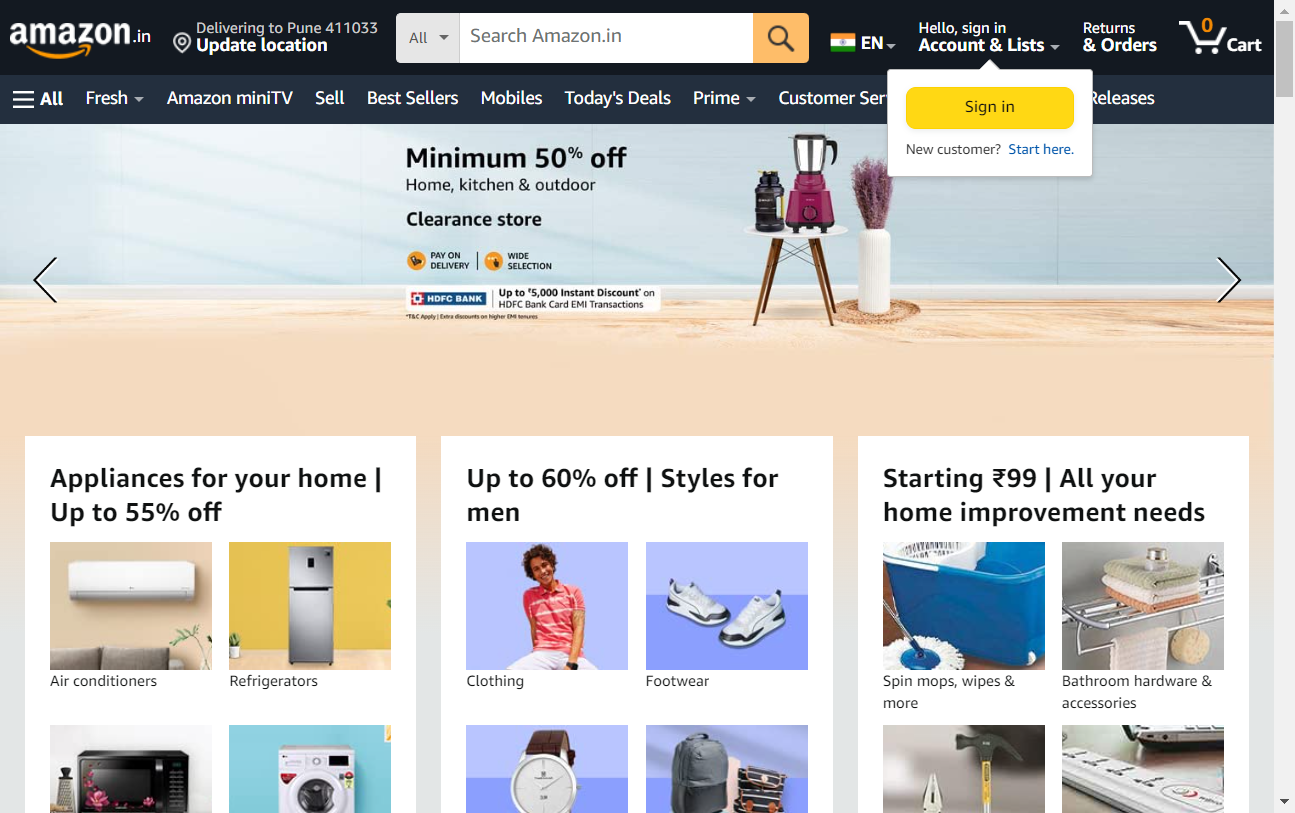 amazon.in
Delivering to Pune 411033
Update location
All
Search Amazon.in
EN
Hello, sign in
Account & Lists
Returns
& Orders
0
Cart
All
Fresh
Amazon miniTV
Sell
Best Sellers
Mobiles
Today's Deals
Prime
Customer Ser
Releases
Sign in
New customer? Start here.
Minimum 50% off
Home, kitchen & outdoor
Clearance store
PAY ON
DELIVERY
WIDE
SELECTION
HDFC BANK
Up to ₹5,000 Instant Discount* on
HDFC Bank Card EMI Transactions
*T&C Apply | Extra discounts on higher EMI tenures
Appliances for your home |
Up to 55% off
Air conditioners
Refrigerators
Up to 60% off | Styles for
men
Clothing
Footwear
Starting ₹99 | All your
home improvement needs
Spin mops, wipes &
more
Bathroom hardware &
accessories